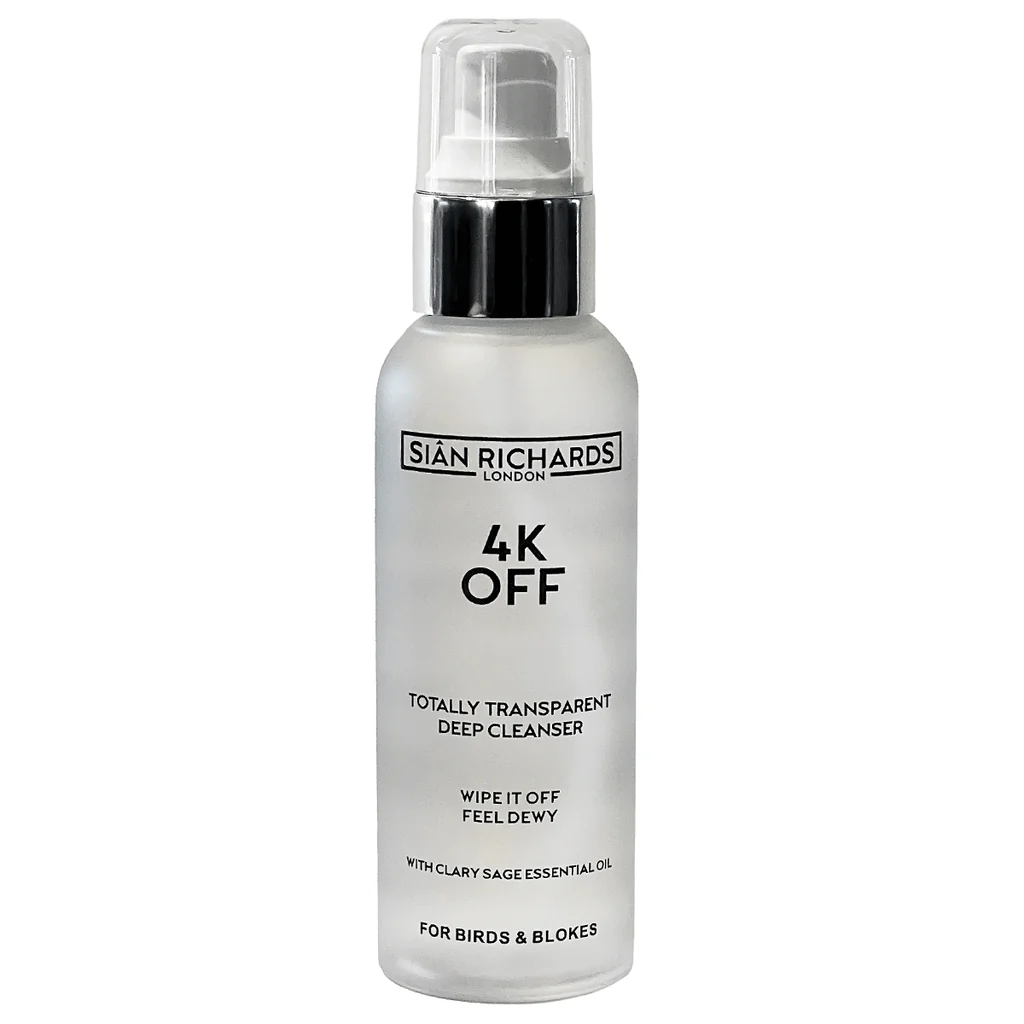 SIÂN RICHARDS
LONDON
4K
OFF
TOTALLY TRANSPARENT
DEEP CLEANSER
WIPE IT OFF
FEEL DEWY
WITH CLARY SAGE ESSENTIAL OIL
FOR BIRDS & BLOKES